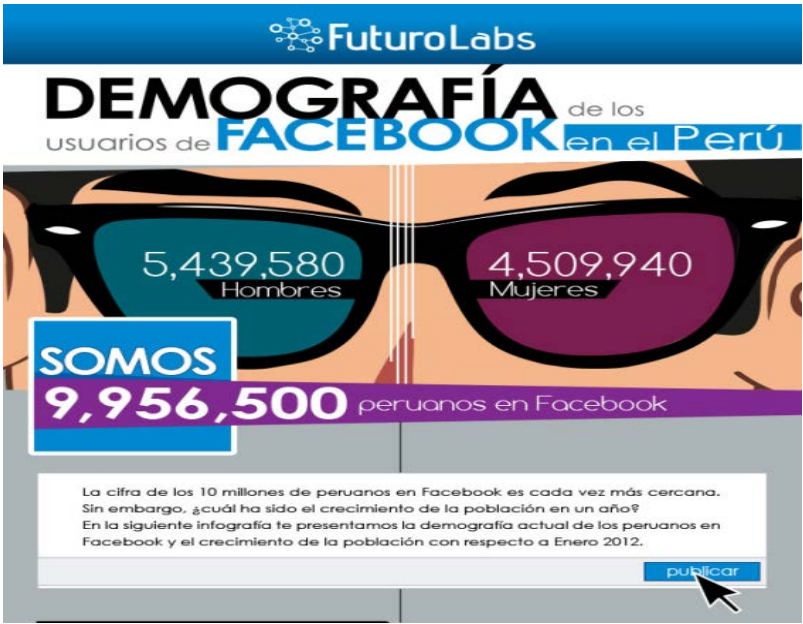 FuturoLabs
DEMOGRAFÍA de los
usuarios de FACEBOOK en el Perú
5,439,580
Hombres
4,509,940
Mujeres
SOMOS
9,956,500 peruanos en Facebook
La cifra de los 10 millones de peruanos en Facebook es cada vez más cercana.
Sin embargo, ¿cuál ha sido el crecimiento de la población en un año?
En la siguiente infografía te presentamos la demografía actual de los peruanos en
Facebook y el crecimiento de la población con respecto a Enero 2012.
publicar